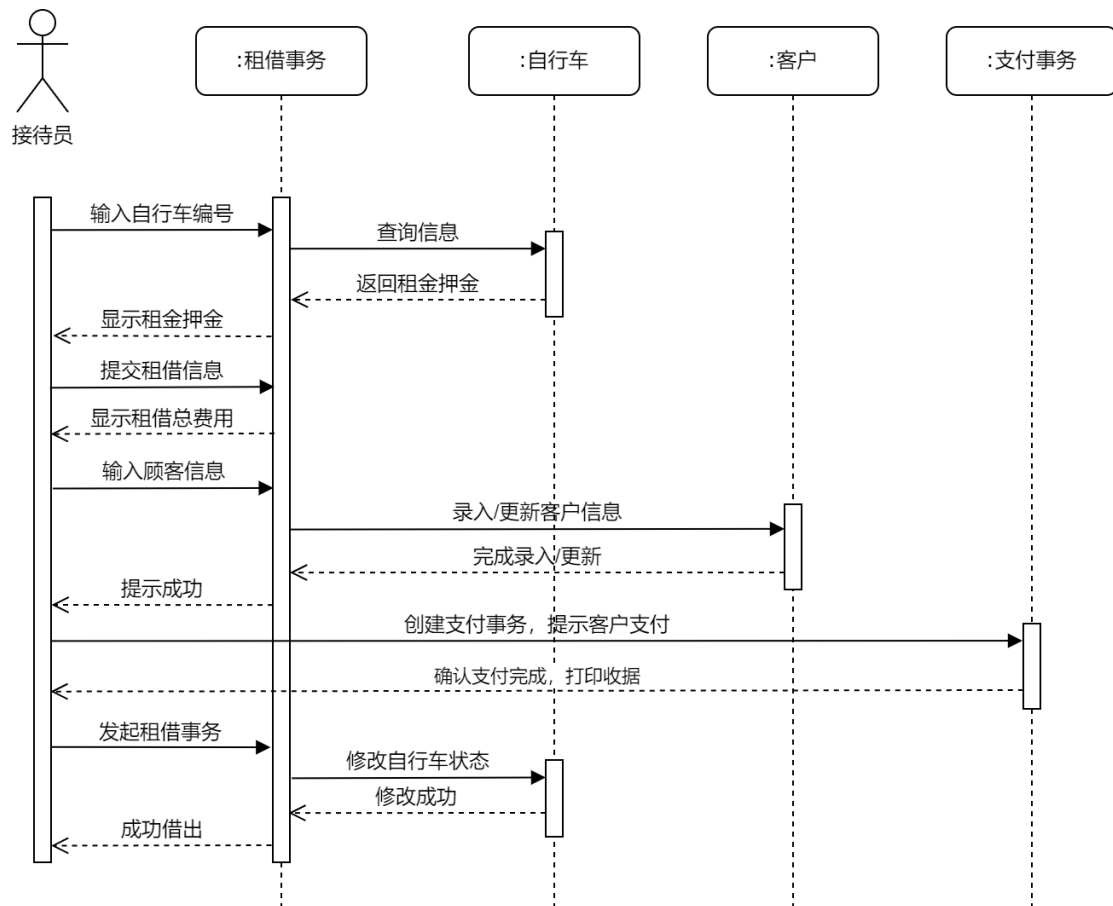 :租借事务
:自行车
:客户
:支付事务
接待员
输入自行车编号
查询信息
返回租金押金
显示租金押金
提交租借信息
显示租借总费用
输入顾客信息
录入/更新客户信息
完成录入/更新
提示成功
创建支付事务，提示客户支付
确认支付完成，打印收据
发起租借事务
修改自行车状态
修改成功
成功借出